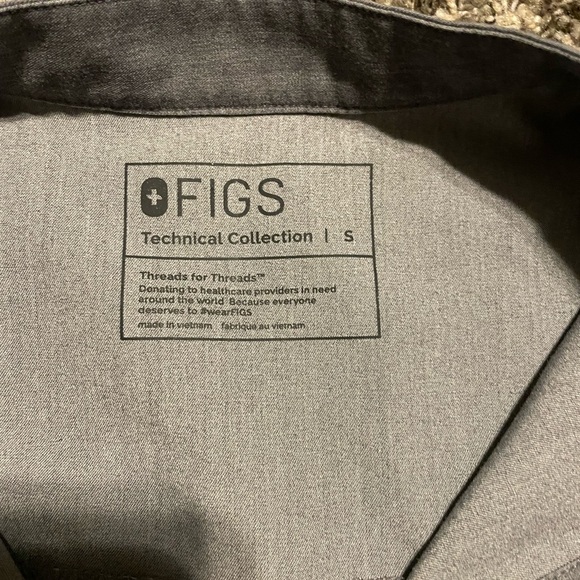 FIGS
Technical Collection | S
Threads for Threads™
Donating to healthcare providers in need
around the world Because everyone
deserves to #wearFIGS
made in vietnam fabrique au vietnam